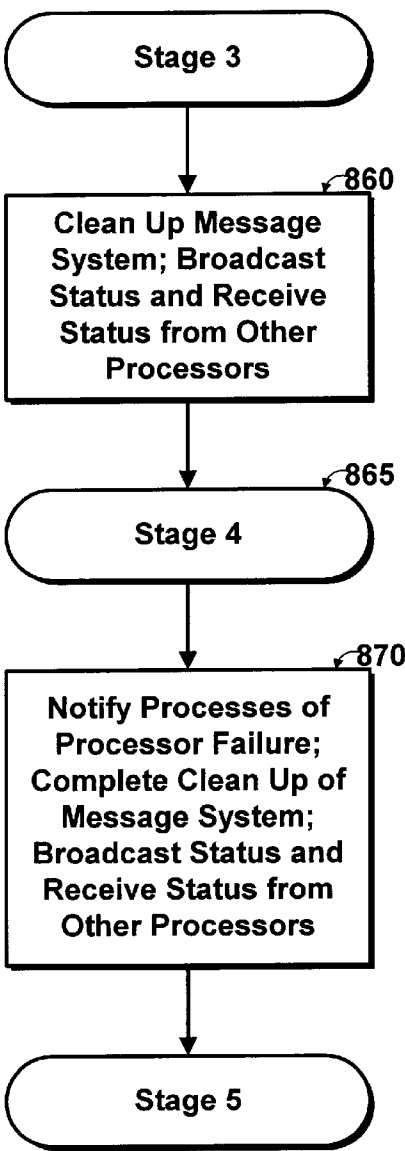 Stage 3
860
Clean Up Message
System; Broadcast
Status and Receive
Status from Other
Processors
865
Stage 4
870
Notify Processes of
Processor Failure;
Complete Clean Up of
Message System;
Broadcast Status and
Receive Status from
Other Processors
Stage 5